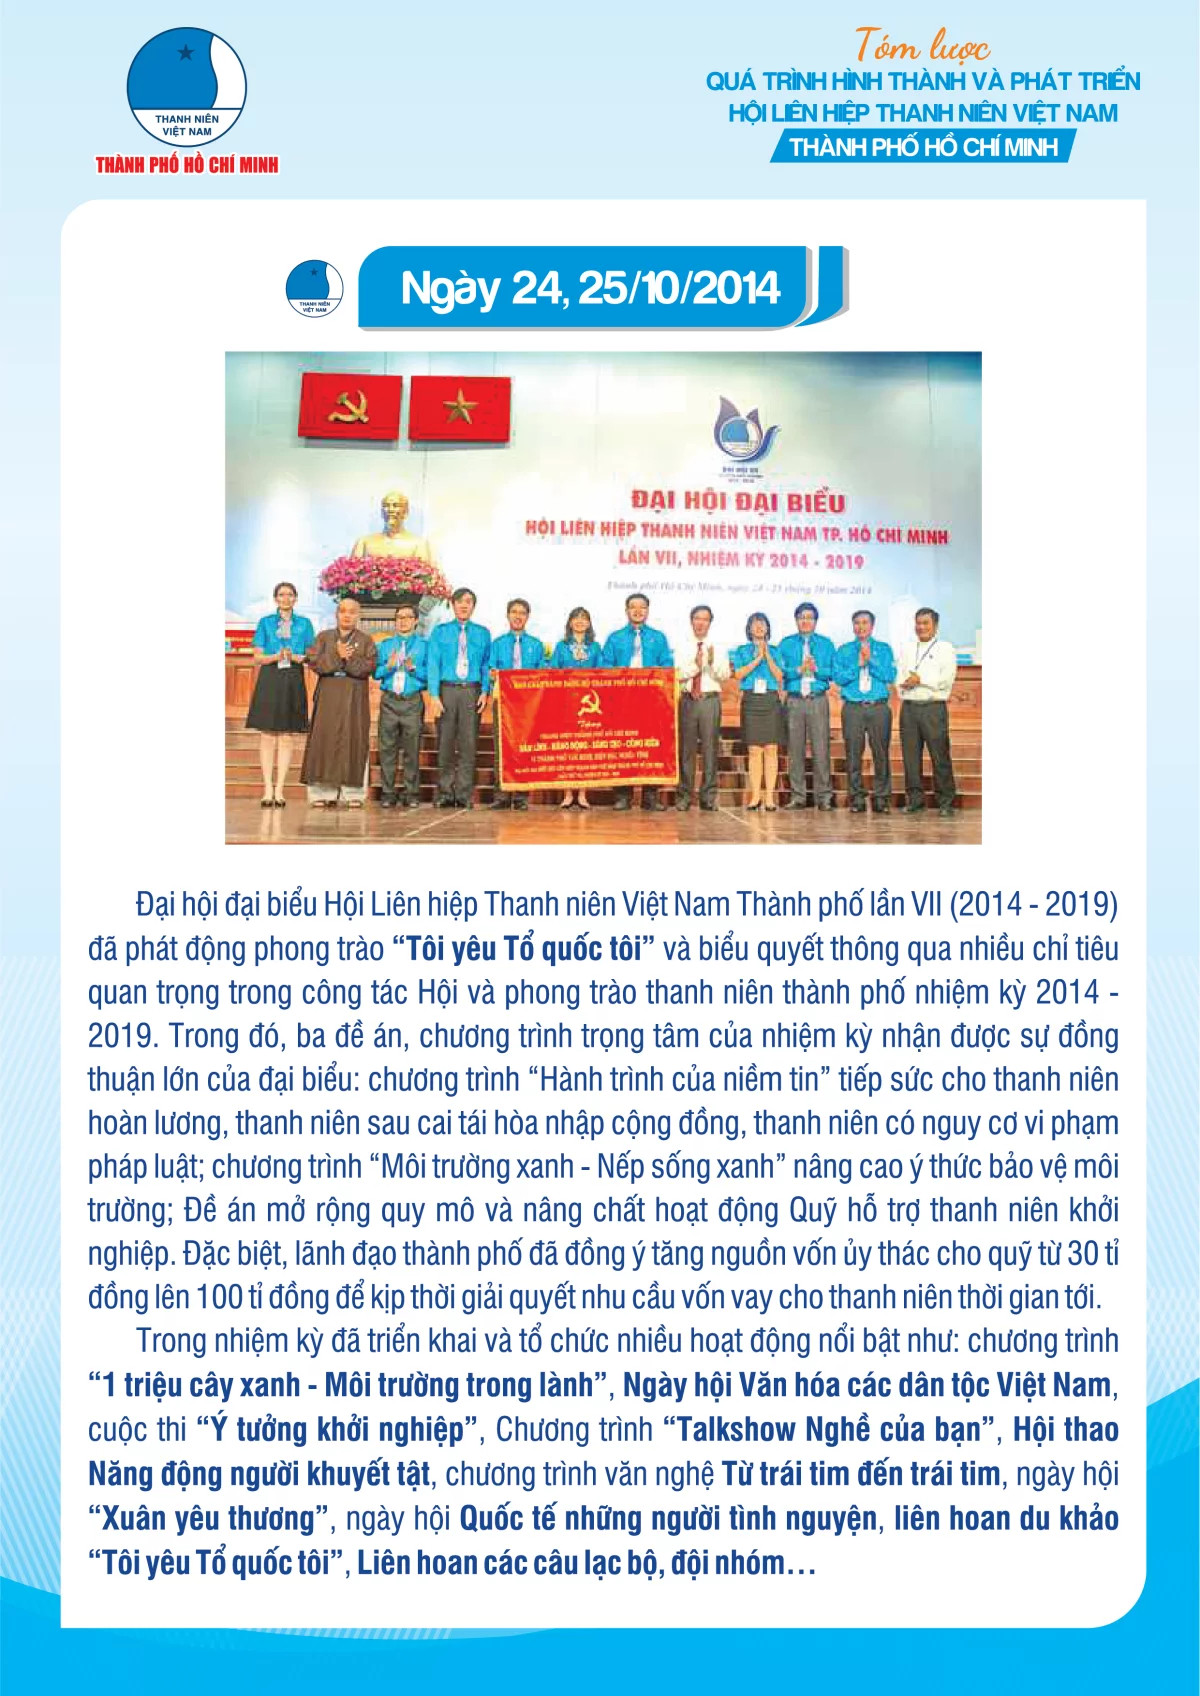 THANH NIÊN
VIỆT NAM
THÀNH PHỐ HỒ CHÍ MINH
Tóm lược
QUÁ TRÌNH HÌNH THÀNH VÀ PHÁT TRIỂN
HỘI LIÊN HIỆP THANH NIÊN VIỆT NAM
THÀNH PHỐ HỒ CHÍ MINH
THANH NIÊN
VIỆT NAM
Ngày 24, 25/10/2014
ĐẠI HỘI ĐẠI BIỂU
HỘI LIÊN HIỆP THANH NIÊN VIỆT NAM TP. HỒ CHÍ MINH
LẦN VII, NHIỆM KỲ 2014 - 2019
Thành phố Hồ Chí Minh, ngày 24 - 25 tháng 10 năm 2014
Đại hội đại biểu Hội Liên hiệp Thanh niên Việt Nam Thành phố lần VII (2014 - 2019)
đã phát động phong trào “Tôi yêu Tổ quốc tôi” và biểu quyết thông qua nhiều chỉ tiêu
quan trọng trong công tác Hội và phong trào thanh niên thành phố nhiệm kỳ 2014 -
2019. Trong đó, ba đề án, chương trình trọng tâm của nhiệm kỳ nhận được sự đồng
thuận lớn của đại biểu: chương trình “Hành trình của niềm tin” tiếp sức cho thanh niên
hoàn lương, thanh niên sau cai tái hòa nhập cộng đồng, thanh niên có nguy cơ vi phạm
pháp luật; chương trình “Môi trường xanh - Nếp sống xanh” nâng cao ý thức bảo vệ môi
trường; Đề án mở rộng quy mô và nâng chất hoạt động Quỹ hỗ trợ thanh niên khởi
nghiệp. Đặc biệt, lãnh đạo thành phố đã đồng ý tăng nguồn vốn ủy thác cho quỹ từ 30 tỉ
đồng lên 100 tỉ đồng để kịp thời giải quyết nhu cầu vốn vay cho thanh niên thời gian tới.
Trong nhiệm kỳ đã triển khai và tổ chức nhiều hoạt động nổi bật như: chương trình
“1 triệu cây xanh - Môi trường trong lành”, Ngày hội Văn hóa các dân tộc Việt Nam,
cuộc thi “Ý tưởng khởi nghiệp”, Chương trình “Talkshow Nghề của bạn”, Hội thao
Năng động người khuyết tật, chương trình văn nghệ Từ trái tim đến trái tim, ngày hội
“Xuân yêu thương”, ngày hội Quốc tế những người tình nguyện, liên hoan du khảo
“Tôi yêu Tổ quốc tôi”, Liên hoan các câu lạc bộ, đội nhóm...